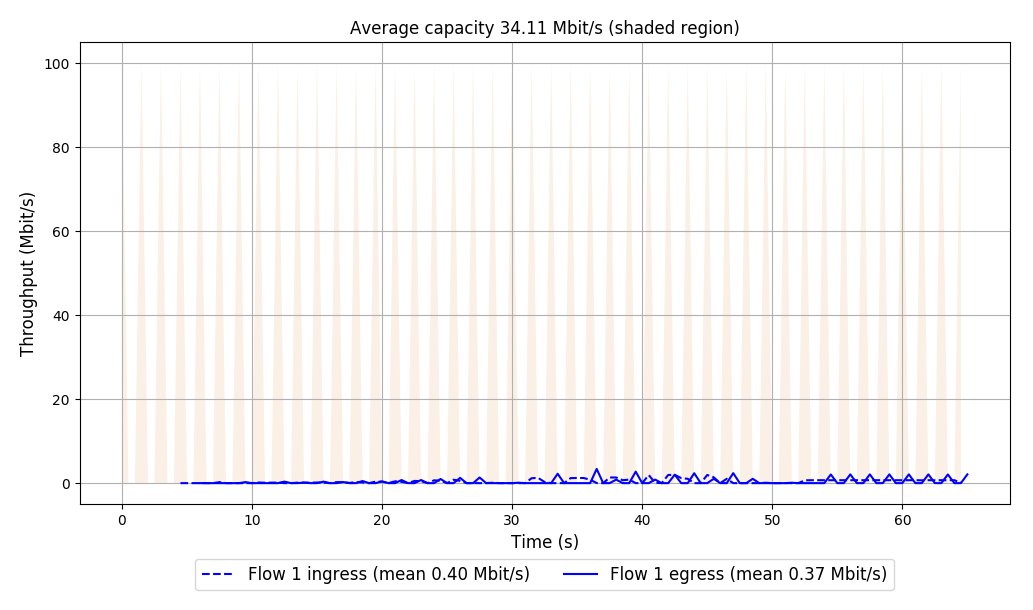 Average capacity 34.11 Mbit/s (shaded region)
Throughput (Mbit/s)
100
80
60
40
20
0
0 10 20 30 40 50 60
Time (s)
Flow 1 ingress (mean 0.40 Mbit/s) Flow 1 egress (mean 0.37 Mbit/s)